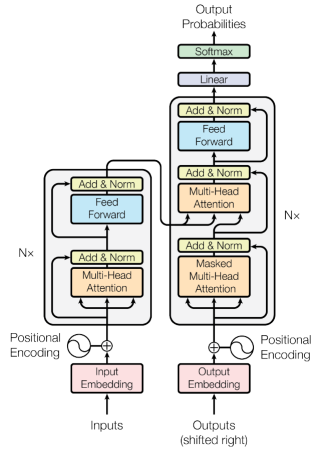 Output
Probabilities
Softmax
Linear
Add & Norm
Feed
Forward
Add & Norm
Multi-Head
Attention
Add & Norm
Masked
Multi-Head
Attention
N×
Positional
Encoding
Output
Embedding
Outputs
(shifted right)
Add & Norm
Feed
Forward
N×
Add & Norm
Multi-Head
Attention
Positional
Encoding
Input
Embedding
Inputs